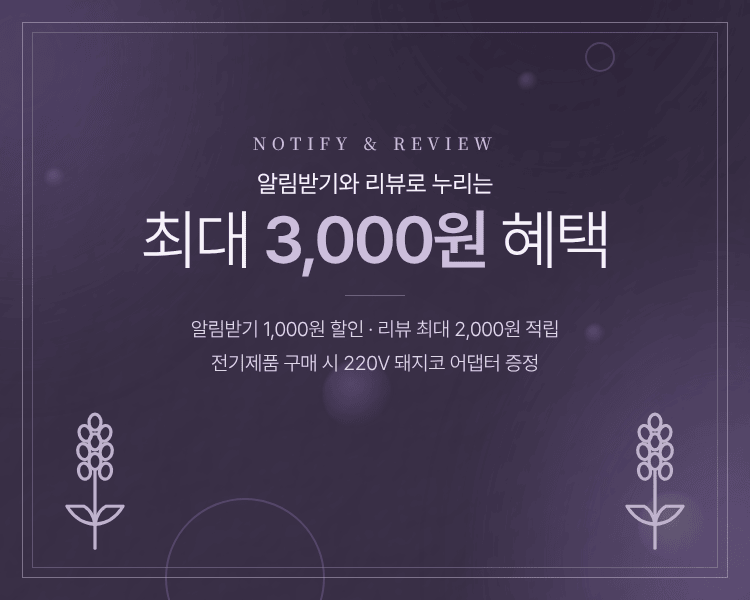 NOTIFY & REVIEW
알림받기와 리뷰로 누리는
최대 3,000원 혜택
알림받기 1,000원 할인 · 리뷰 최대 2,000원 적립
전기제품 구매 시 220V 돼지코 어댑터 증정